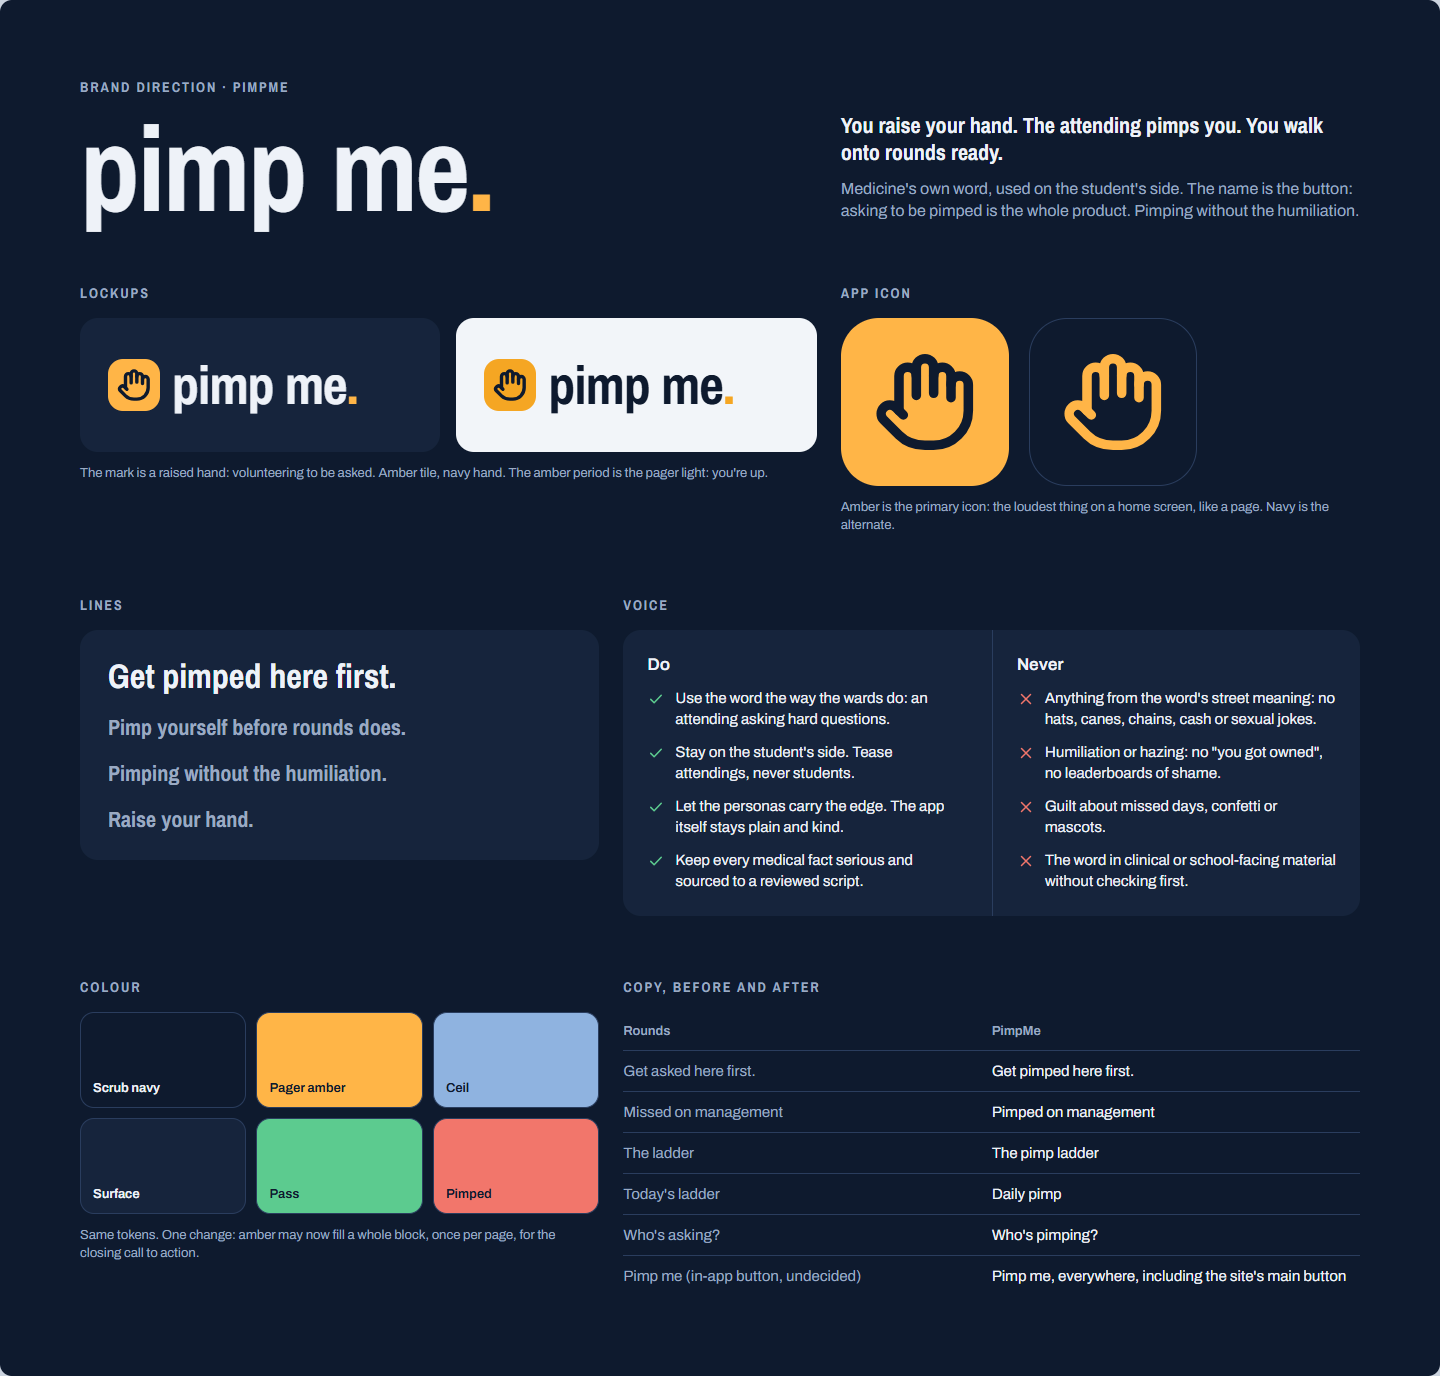 BRAND DIRECTION · PIMPME
pimp me.
You raise your hand. The attending pimps you. You walk
onto rounds ready.
Medicine's own word, used on the student's side. The name is the button:
asking to be pimped is the whole product. Pimping without the humiliation.
LOCKUPS
pimp me.
pimp me.
The mark is a raised hand: volunteering to be asked. Amber tile, navy hand. The amber period is the pager light: you're up.
APP ICON
Amber is the primary icon: the loudest thing on a home screen, like a page. Navy is the
alternate.
LINES
Get pimped here first.
Pimp yourself before rounds does.
Pimping without the humiliation.
Raise your hand.
VOICE
Do
Use the word the way the wards do: an
attending asking hard questions.
Stay on the student's side. Tease
attendings, never students.
Let the personas carry the edge. The app
itself stays plain and kind.
Keep every medical fact serious and
sourced to a reviewed script.
Never
Anything from the word's street meaning: no
hats, canes, chains, cash or sexual jokes.
Humiliation or hazing: no "you got owned",
no leaderboards of shame.
Guilt about missed days, confetti or
mascots.
The word in clinical or school-facing material
without checking first.
COLOUR
Scrub navy
Pager amber
Ceil
Surface
Pass
Pimped
Same tokens. One change: amber may now fill a whole block, once per page, for the
closing call to action.
COPY, BEFORE AND AFTER
Rounds
PimpMe
Get asked here first.
Get pimped here first.
Missed on management
Pimped on management
The ladder
The pimp ladder
Today's ladder
Daily pimp
Who's asking?
Who's pimping?
Pimp me (in-app button, undecided)
Pimp me, everywhere, including the site's main button